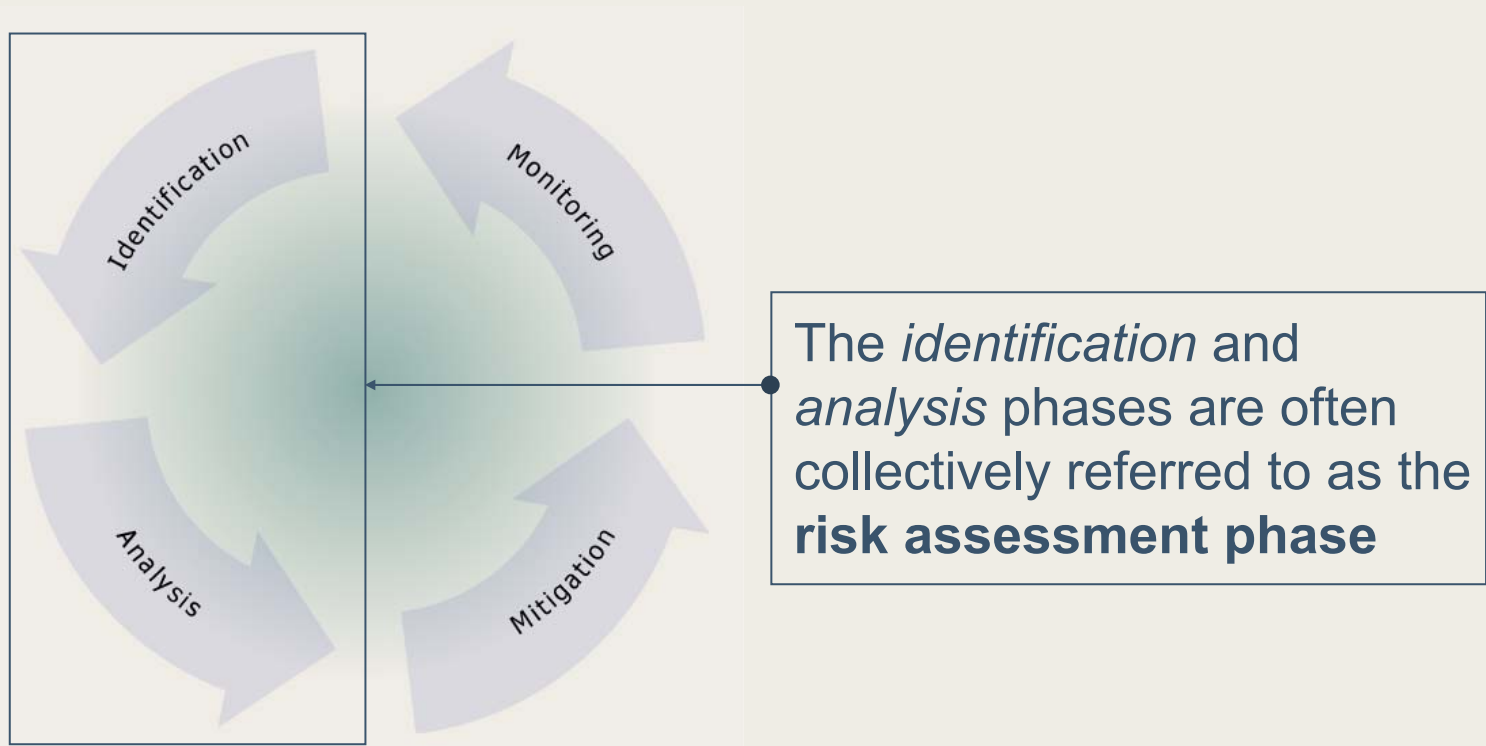 Identification
Monitoring
Analysis
Mitigation
The identification and
analysis phases are often
collectively referred to as the
risk assessment phase